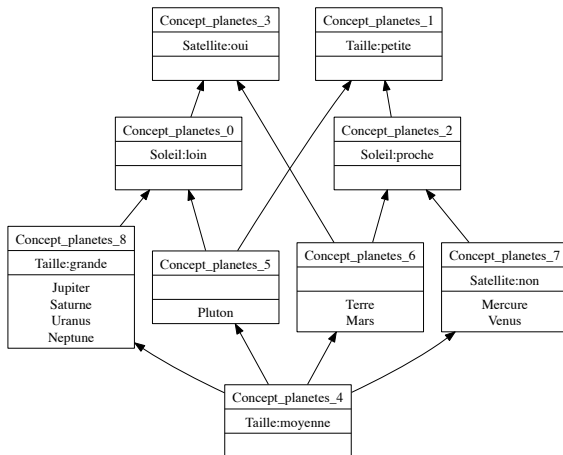 Concept_planetes_3
Satellite:oui
Concept_planetes_1
Taille:petite
Concept_planetes_0
Soleil:loin
Concept_planetes_2
Soleil:proche
Concept_planetes_8
Taille:grande
Jupiter
Saturne
Uranus
Neptune
Concept_planetes_5
Pluton
Concept_planetes_6
Terre
Mars
Concept_planetes_7
Satellite:non
Mercure
Venus
Concept_planetes_4
Taille:moyenne